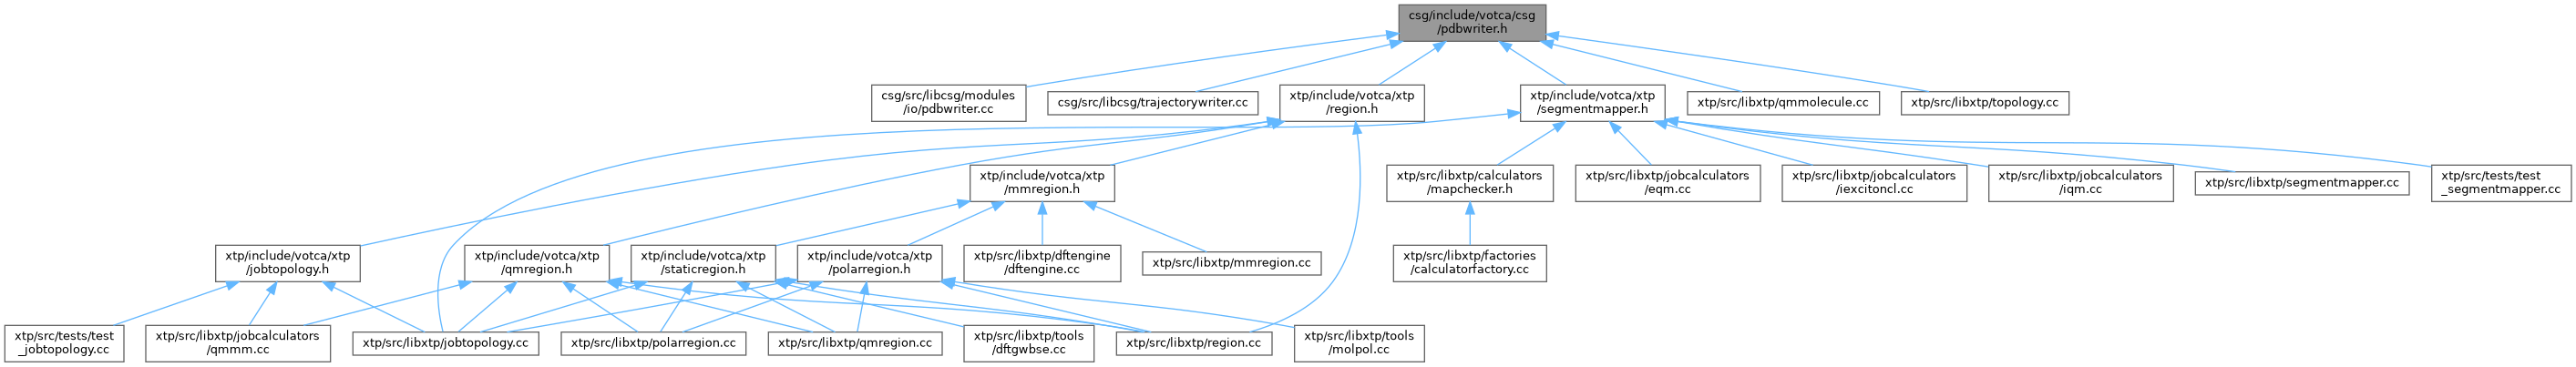 csg/include/votca/csg
/pdbwriter.h
csg/src/libcsg/modules
/io/pdbwriter.cc
csg/src/libcsg/trajectorywriter.cc
xtp/include/votca/xtp
/region.h
xtp/include/votca/xtp
/segmentmapper.h
xtp/src/libxtp/qmmolecule.cc
xtp/src/libxtp/topology.cc
xtp/include/votca/xtp
/mmregion.h
xtp/src/libxtp/calculators
/mapchecker.h
xtp/src/libxtp/jobcalculators
/eqm.cc
xtp/src/libxtp/jobcalculators
/iexcitoncl.cc
xtp/src/libxtp/jobcalculators
/iqm.cc
xtp/src/libxtp/segmentmapper.cc
xtp/src/tests/test
_segmentmapper.cc
xtp/include/votca/xtp
/jobtopology.h
xtp/include/votca/xtp
/qmregion.h
xtp/include/votca/xtp
/staticregion.h
xtp/include/votca/xtp
/polarregion.h
xtp/src/libxtp/dftengine
/dftengine.cc
xtp/src/libxtp/mmregion.cc
xtp/src/libxtp/factories
/calculatorfactory.cc
xtp/src/tests/test
_jobtopology.cc
xtp/src/libxtp/jobcalculators
/qmmm.cc
xtp/src/libxtp/jobtopology.cc
xtp/src/libxtp/polarregion.cc
xtp/src/libxtp/qmregion.cc
xtp/src/libxtp/tools
/dftgwbse.cc
xtp/src/libxtp/region.cc
xtp/src/libxtp/tools
/molpol.cc